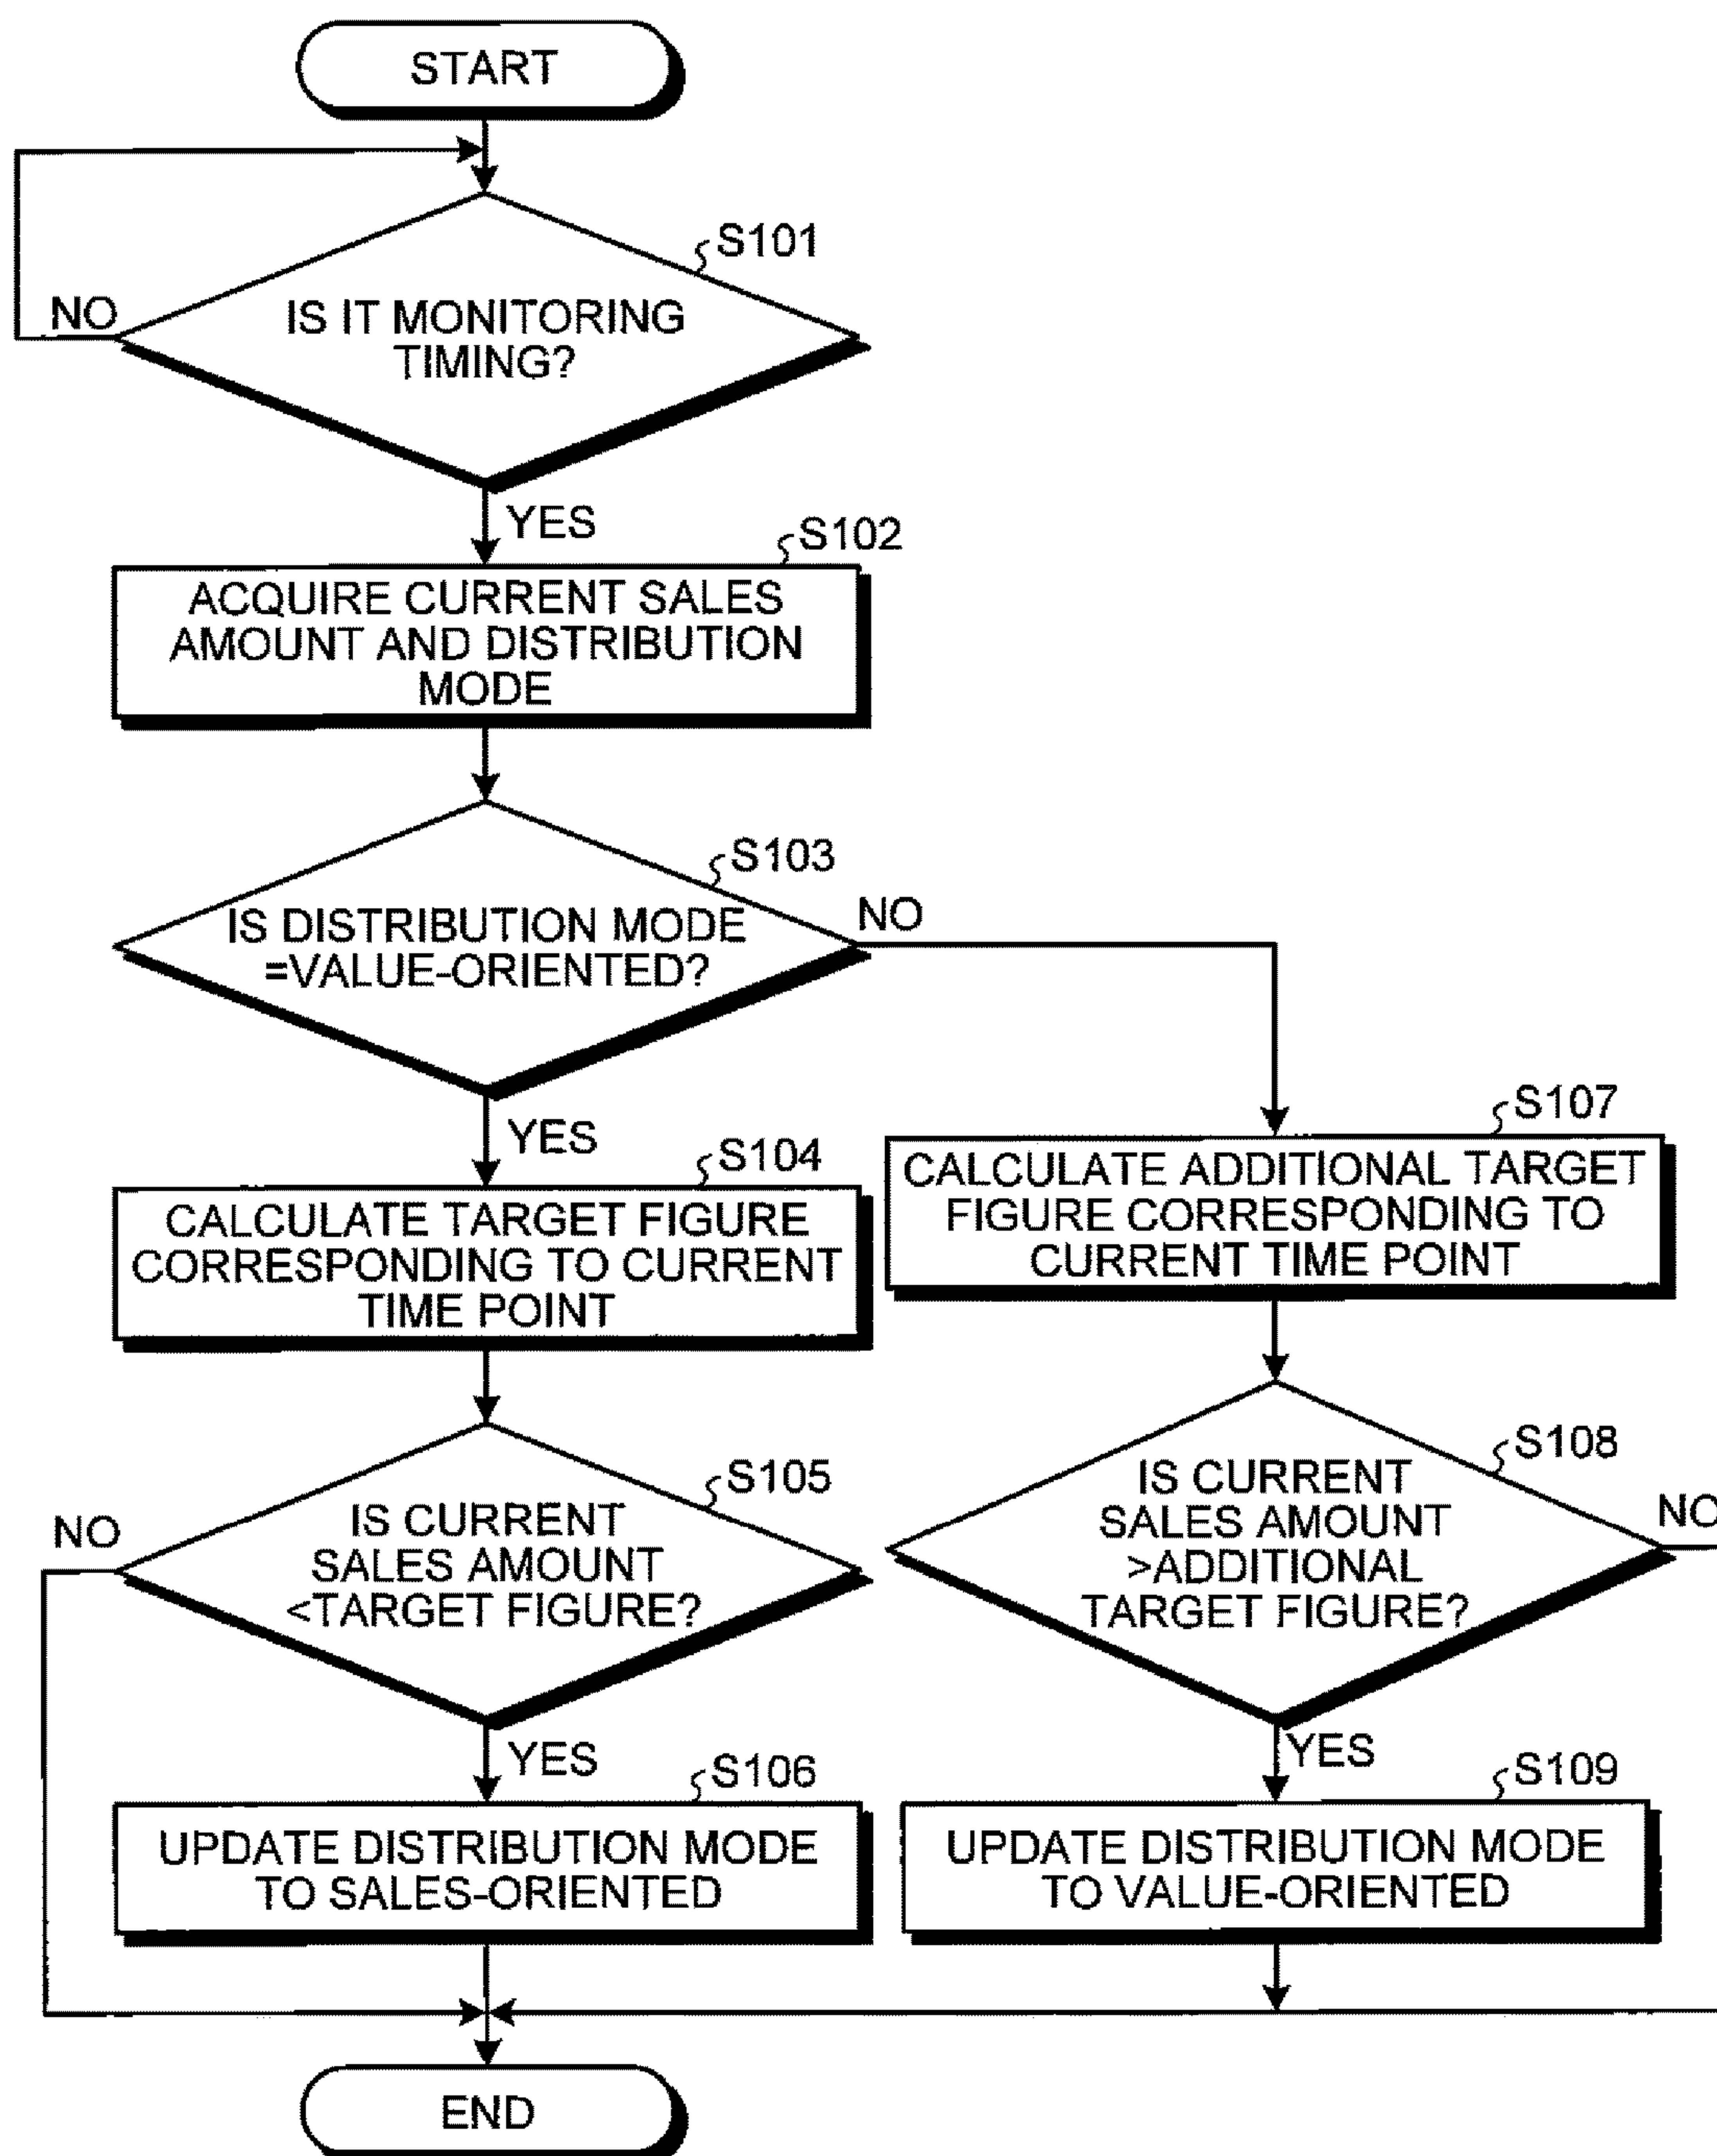 START
S101
NO
IS IT MONITORING
TIMING?
YES
S102
ACQUIRE CURRENT SALES
AMOUNT AND DISTRIBUTION
MODE
S103
IS DISTRIBUTION MODE
=VALUE-ORIENTED?
NO
YES
S104
CALCULATE TARGET FIGURE
CORRESPONDING TO CURRENT
TIME POINT
S105
NO
IS CURRENT
SALES AMOUNT
<TARGET FIGURE?
YES
S106
UPDATE DISTRIBUTION MODE
TO SALES-ORIENTED
S107
CALCULATE ADDITIONAL TARGET
FIGURE CORRESPONDING TO
CURRENT TIME POINT
S108
IS CURRENT
SALES AMOUNT
>ADDITIONAL
TARGET FIGURE?
NO
YES
S109
UPDATE DISTRIBUTION MODE
TO VALUE-ORIENTED
END